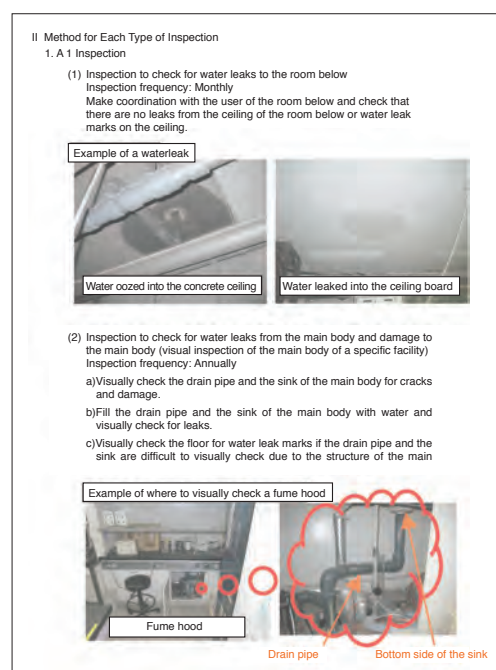 II Method for Each Type of Inspection
1. A 1 Inspection
(1) Inspection to check for water leaks to the room below
Inspection frequency: Monthly
Make coordination with the user of the room below and check that
there are no leaks from the ceiling of the room below or water leak
marks on the ceiling.
Example of a waterleak
Water oozed into the concrete ceiling
Water leaked into the ceiling board
(2) Inspection to check for water leaks from the main body and damage to
the main body (visual inspection of the main body of a specific facility)
Inspection frequency: Annually
a)Visually check the drain pipe and the sink of the main body for cracks
and damage.
b)Fill the drain pipe and the sink of the main body with water and
visually check for leaks.
c)Visually check the floor for water leak marks if the drain pipe and the
sink are difficult to visually check due to the structure of the main
Example of where to visually check a fume hood
Fume hood
Drain pipe
Bottom side of the sink